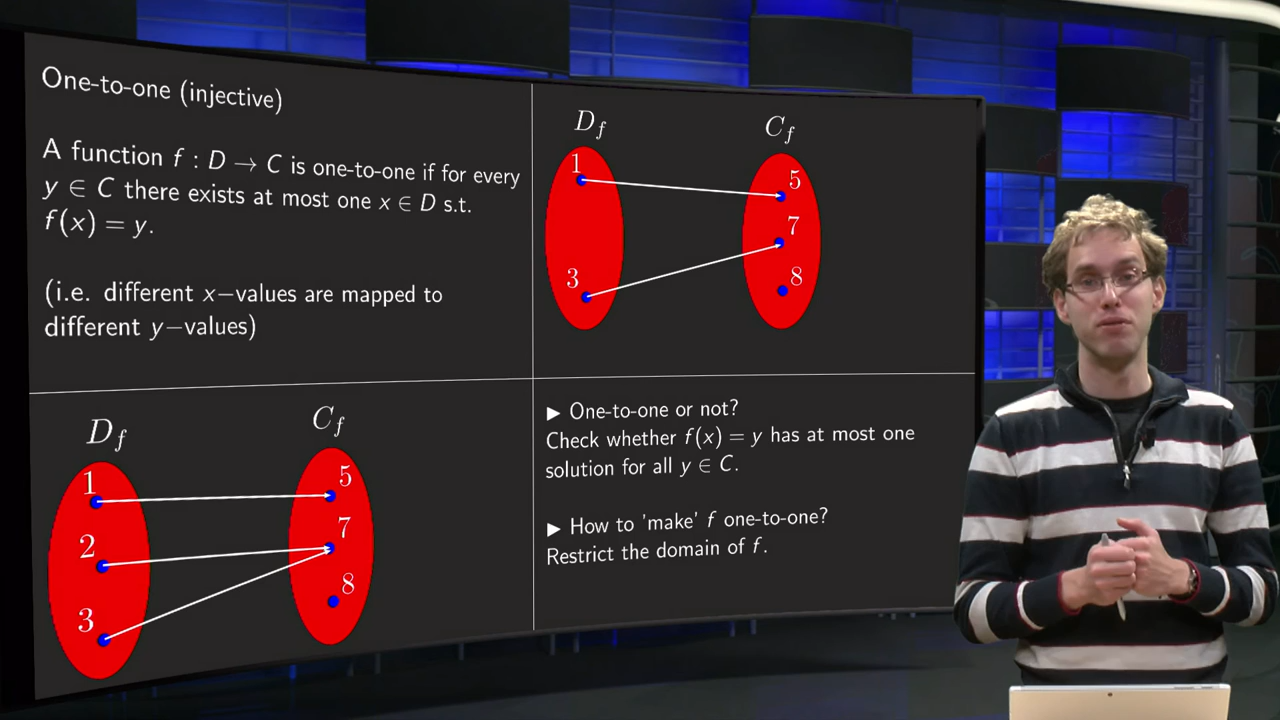 One-to-one (injective)
A function f : D → C is one-to-one if for every
y ∈ C there exists at most one x ∈ D s.t.
f(x) = y.
(i.e. different x−values are mapped to
different y−values)
D_f
C_f
1
5
7
3
8
D_f
C_f
1
5
2
7
3
8
▶ One-to-one or not?
Check whether f(x) = y has at most one
solution for all y ∈ C.
▶ How to 'make' f one-to-one?
Restrict the domain of f.